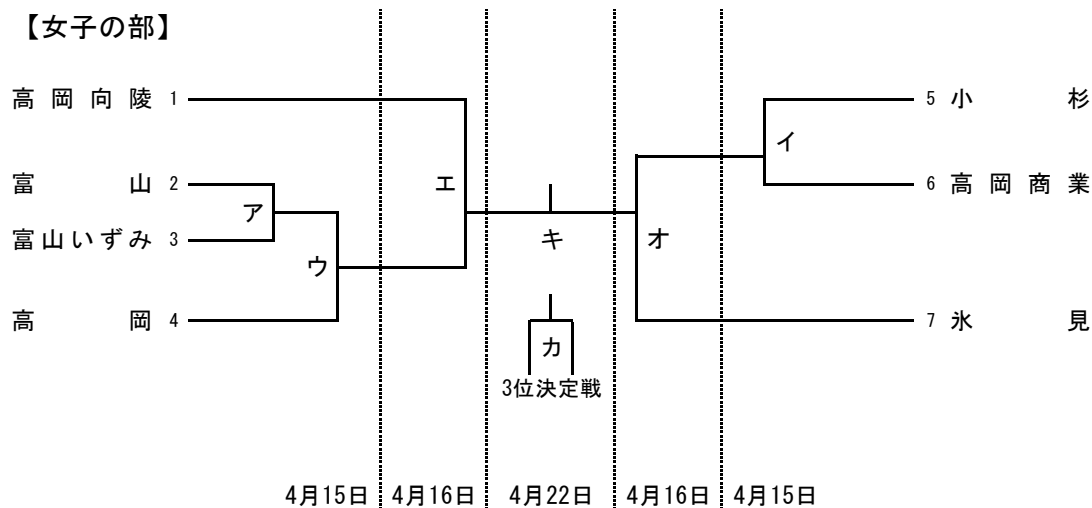 【女子の部】
高岡向陵 1
5 小杉
イ
富山 2
エ
6 高岡商業
ア
富山いずみ 3
キ
オ
ウ
高岡 4
7 氷見
カ
3位決定戦
4月15日 4月16日 4月22日 4月16日 4月15日